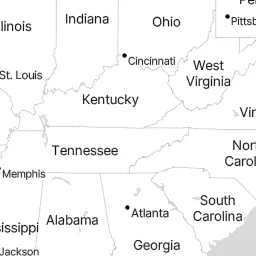 Pe
Indiana
Ohio
Pittsb
linois
Cincinnati
West
Virginia
St. Louis
Kentucky
Vir
Tennessee
Nor
Carol
Memphis
South
Carolina
Alabama
Atlanta
sissippi
Georgia
Jackson